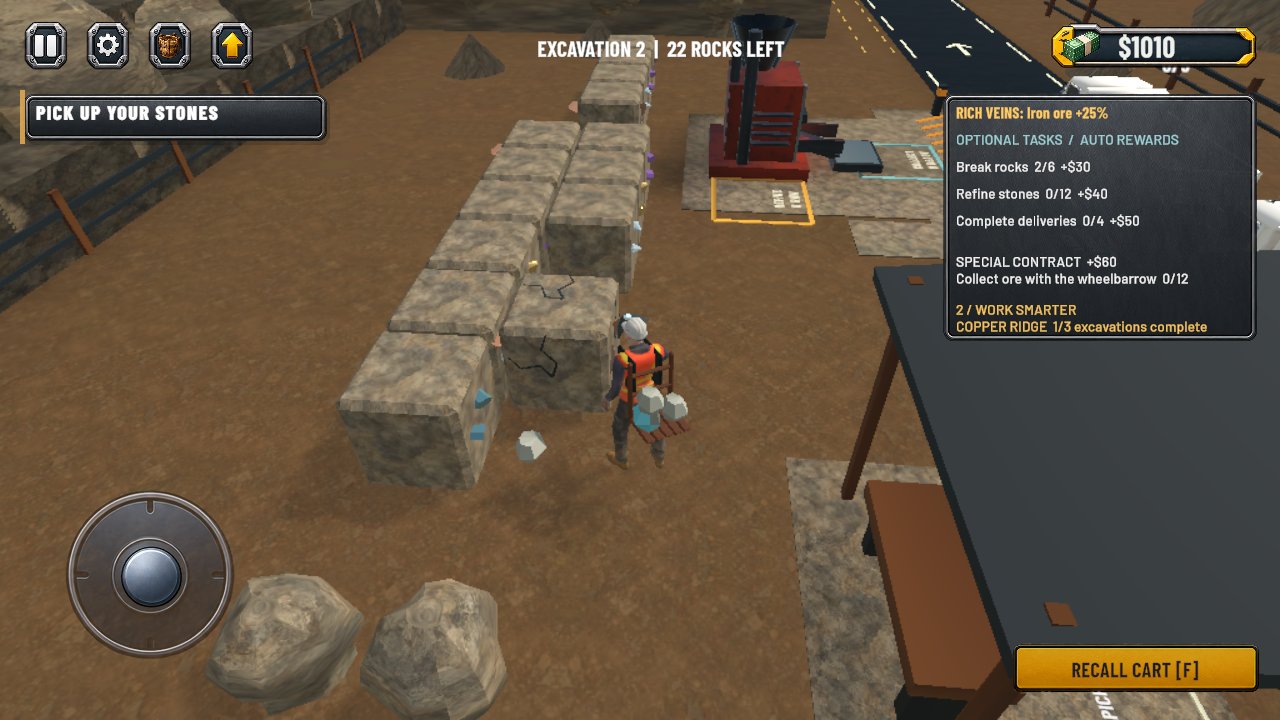 EXCAVATION 2 | 22 ROCKS LEFT
$1010
PICK UP YOUR STONES
RICH VEINS: Iron ore +25%
OPTIONAL TASKS / AUTO REWARDS
Break rocks 2/6 +$30
Refine stones 0/12 +$40
Complete deliveries 0/4 +$50
SPECIAL CONTRACT +$60
Collect ore with the wheelbarrow 0/12
2 / WORK SMARTER
COPPER RIDGE 1/3 excavations complete
RECALL CART [F]